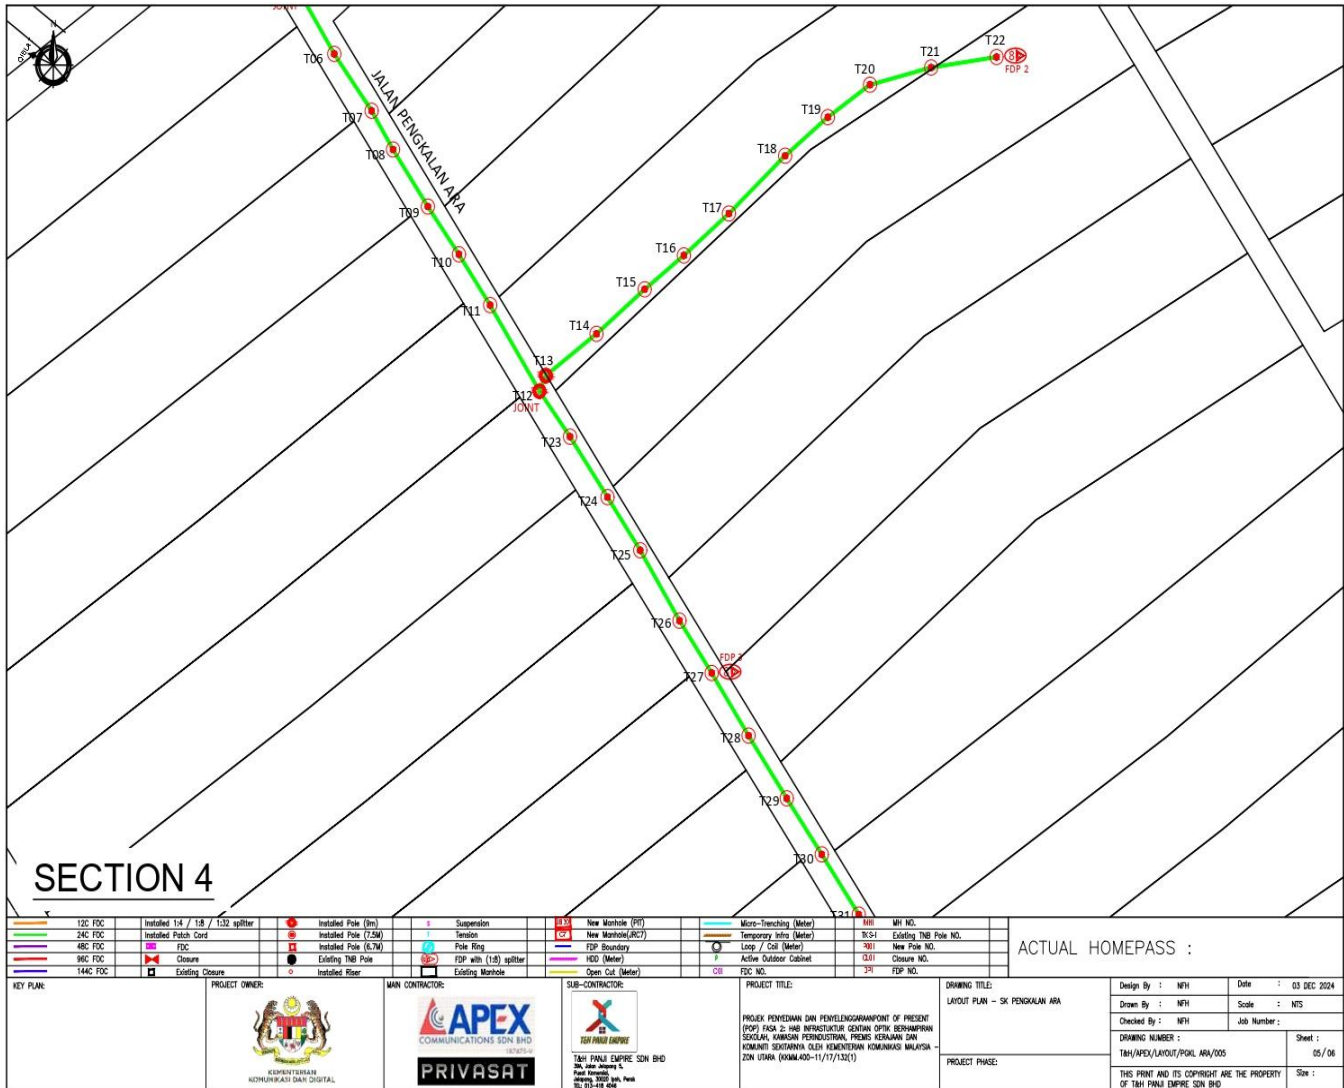 JOINT
QIBLA
N
T06
T07
T08
T09
T10
T11
JALAN PENGKALAN ARA
T12
JOINT
T13
T14
T15
T16
T17
T18
T19
T20
T21
T22
8
FDP 2
T23
T24
T25
T26
FDP 3
T27
T28
T29
T30
T31
SECTION 4
12C FDC
24C FDC
48C FDC
96C FDC
144C FDC
Installed 1:4 / 1:8 / 1:32 splitter
Installed Patch Cord
FDC
Closure
Existing Closure
Installed Pole (9m)
Installed Pole (7.5M)
Installed Pole (6.7M)
Existing TNB Pole
Installed Riser
Suspension
Tension
Pole Ring
FDP with (1:8) splitter
Existing Manhole
New Manhole (PIT)
New Manhole(JRC7)
FDP Boundary
HDD (Meter)
Open Cut (Meter)
Micro-Trenching (Meter)
Temporary Infra (Meter)
Loop / Coil (Meter)
Active Outdoor Cabinet
FDC NO.
MH NO.
Existing TNB Pole NO.
New Pole NO.
Closure NO.
FDP NO.
ACTUAL HOMEPASS :
KEY PLAN:
PROJECT OWNER:
KEMENTERIAN
KOMUNIKASI DAN DIGITAL
MAIN CONTRACTOR:
APEX
COMMUNICATIONS SDN BHD
PRIVASAT
SUB-CONTRACTOR:
T&H PANJI EMPIRE
T&H PANJI EMPIRE SDN BHD
PROJECT TITLE:
PROJEK PENYEDIAAN DAN PENYELENGGARAANPOINT OF PRESENT
(POP) FASA 2: HAB INFRASTUKTUR GENTIAN OPTIK BERHAMPIRAN
SEKOLAH, KAWASAN PERINDUSTRIAN, PREMIS KERAJAAN DAN
KOMUNITI SEKITARNYA OLEH KEMENTERIAN KOMUNIKASI MALAYSIA -
ZON UTARA (KKMM.400-11/17/132(1)
DRAWING TITLE:
LAYOUT PLAN - SK PENGKALAN ARA
PROJECT PHASE:
Design By : NFH
Date : 03 DEC 2024
Drawn By : NFH
Scale : NTS
Checked By : NFH
Job Number :
DRAWING NUMBER :
T&H/APEX/LAYOUT/PGKL ARA/005
Sheet :
05/06
THIS PRINT AND ITS COPYRIGHT ARE THE PROPERTY
OF T&H PANJI EMPIRE SDN BHD
Size :